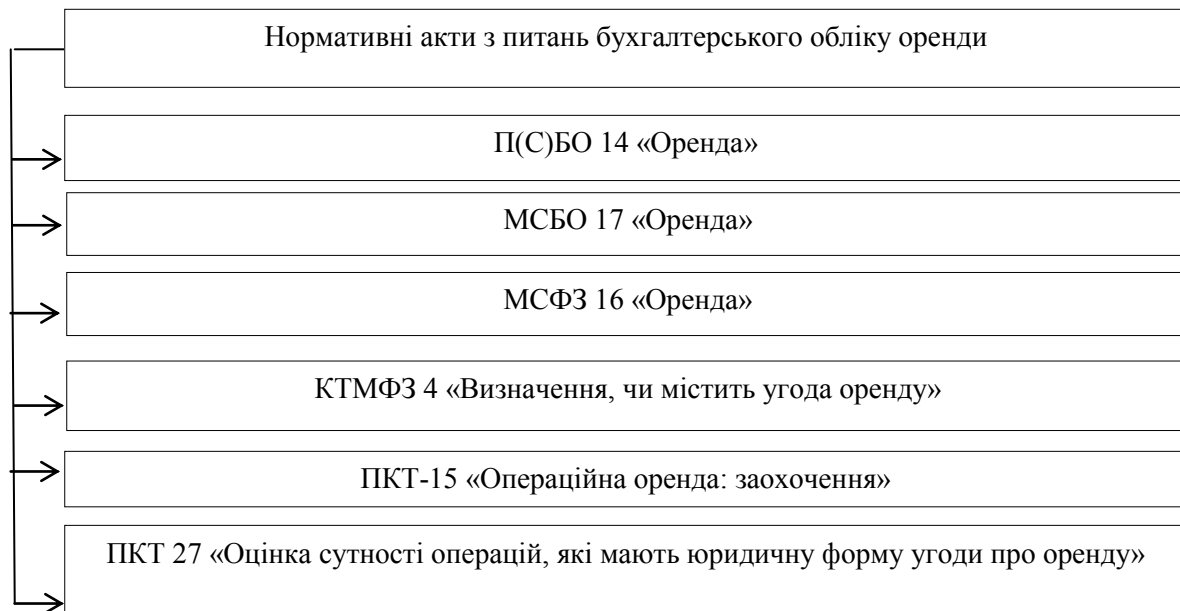 Нормативні акти з питань бухгалтерського обліку оренди
П(С)БО 14 «Оренда»
МСБО 17 «Оренда»
МСФЗ 16 «Оренда»
КТМФЗ 4 «Визначення, чи містить угода оренду»
ПКТ-15 «Операційна оренда: заохочення»
ПКТ 27 «Оцінка сутності операцій, які мають юридичну форму угоди про оренду»